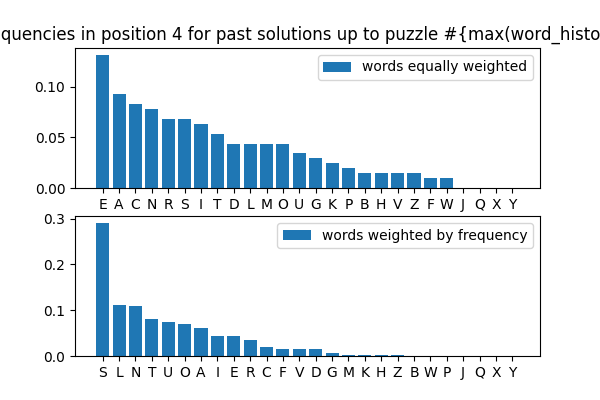 quencies in position 4 for past solutions up to puzzle #{max(word_histo
words equally weighted
0.10
0.05
0.00
E A C N R S I T D L M O U G K P B H V Z F W J Q X Y
words weighted by frequency
0.3
0.2
0.1
0.0
S L N T U O A I E R C F V D G M K H Z B W P J Q X Y